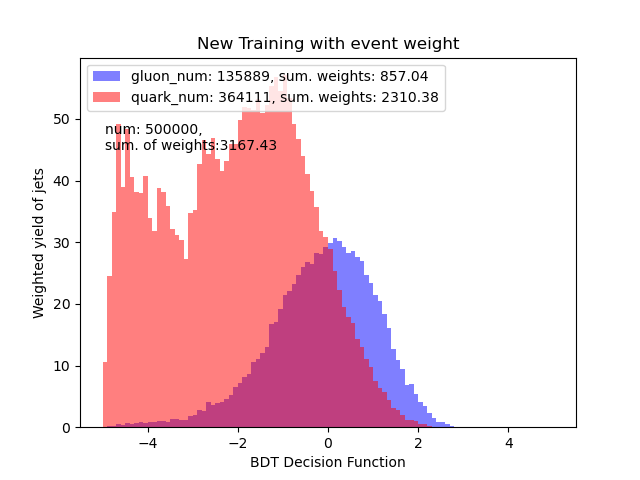 New Training with event weight
gluon_num: 135889, sum. weights: 857.04
quark_num: 364111, sum. weights: 2310.38
num: 500000,
sum. of weights:3167.43
Weighted yield of jets
50
40
30
20
10
0
−4
−2
0
2
4
BDT Decision Function